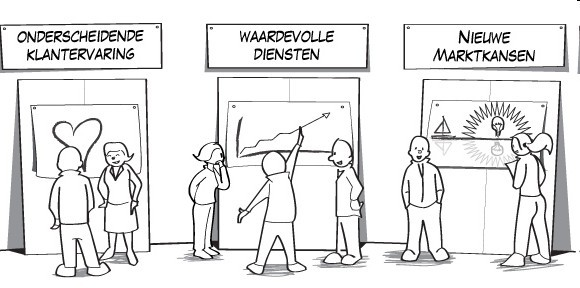 ONDERSCHEIDENDE
KLANTERVARING
WAARDEVOLLE
DIENSTEN
NIEUWE
MARKTKANSEN